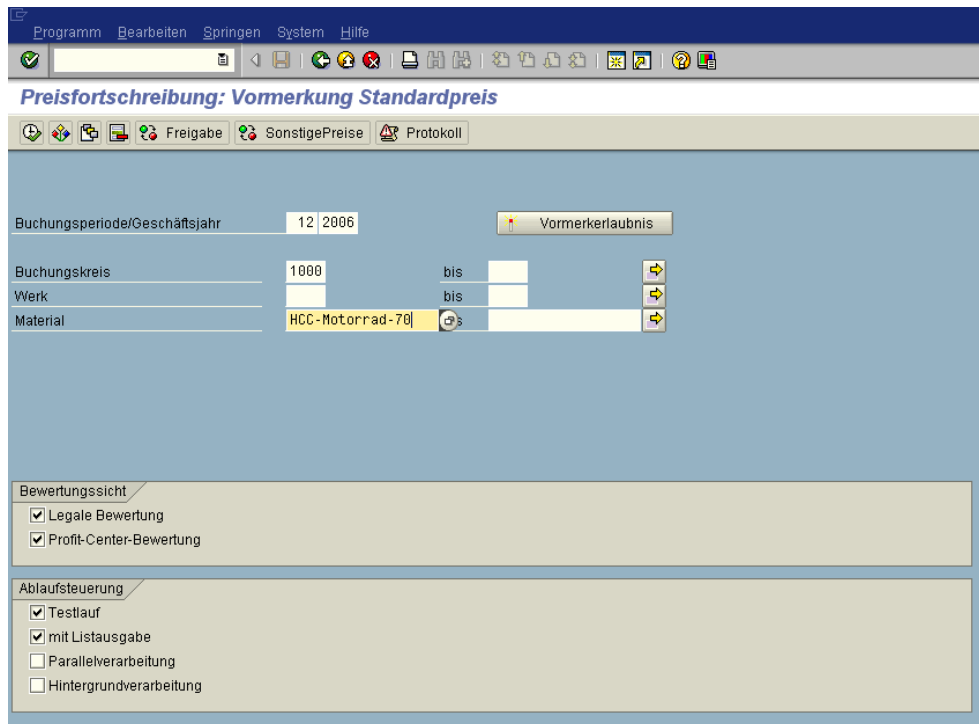 Programm Bearbeiten Springen System Hilfe
Preisfortschreibung: Vormerkung Standardpreis
Freigabe SonstigePreise Protokoll
Buchungsperiode/Geschäftsjahr 12 2006 Vormerkerlaubnis
Buchungskreis 1000 bis
Werk bis
Material HCC-Motorrad-70 s
Bewertungssicht
Legale Bewertung
Profit-Center-Bewertung
Ablaufsteuerung
Testlauf
mit Listausgabe
Parallelverarbeitung
Hintergrundverarbeitung